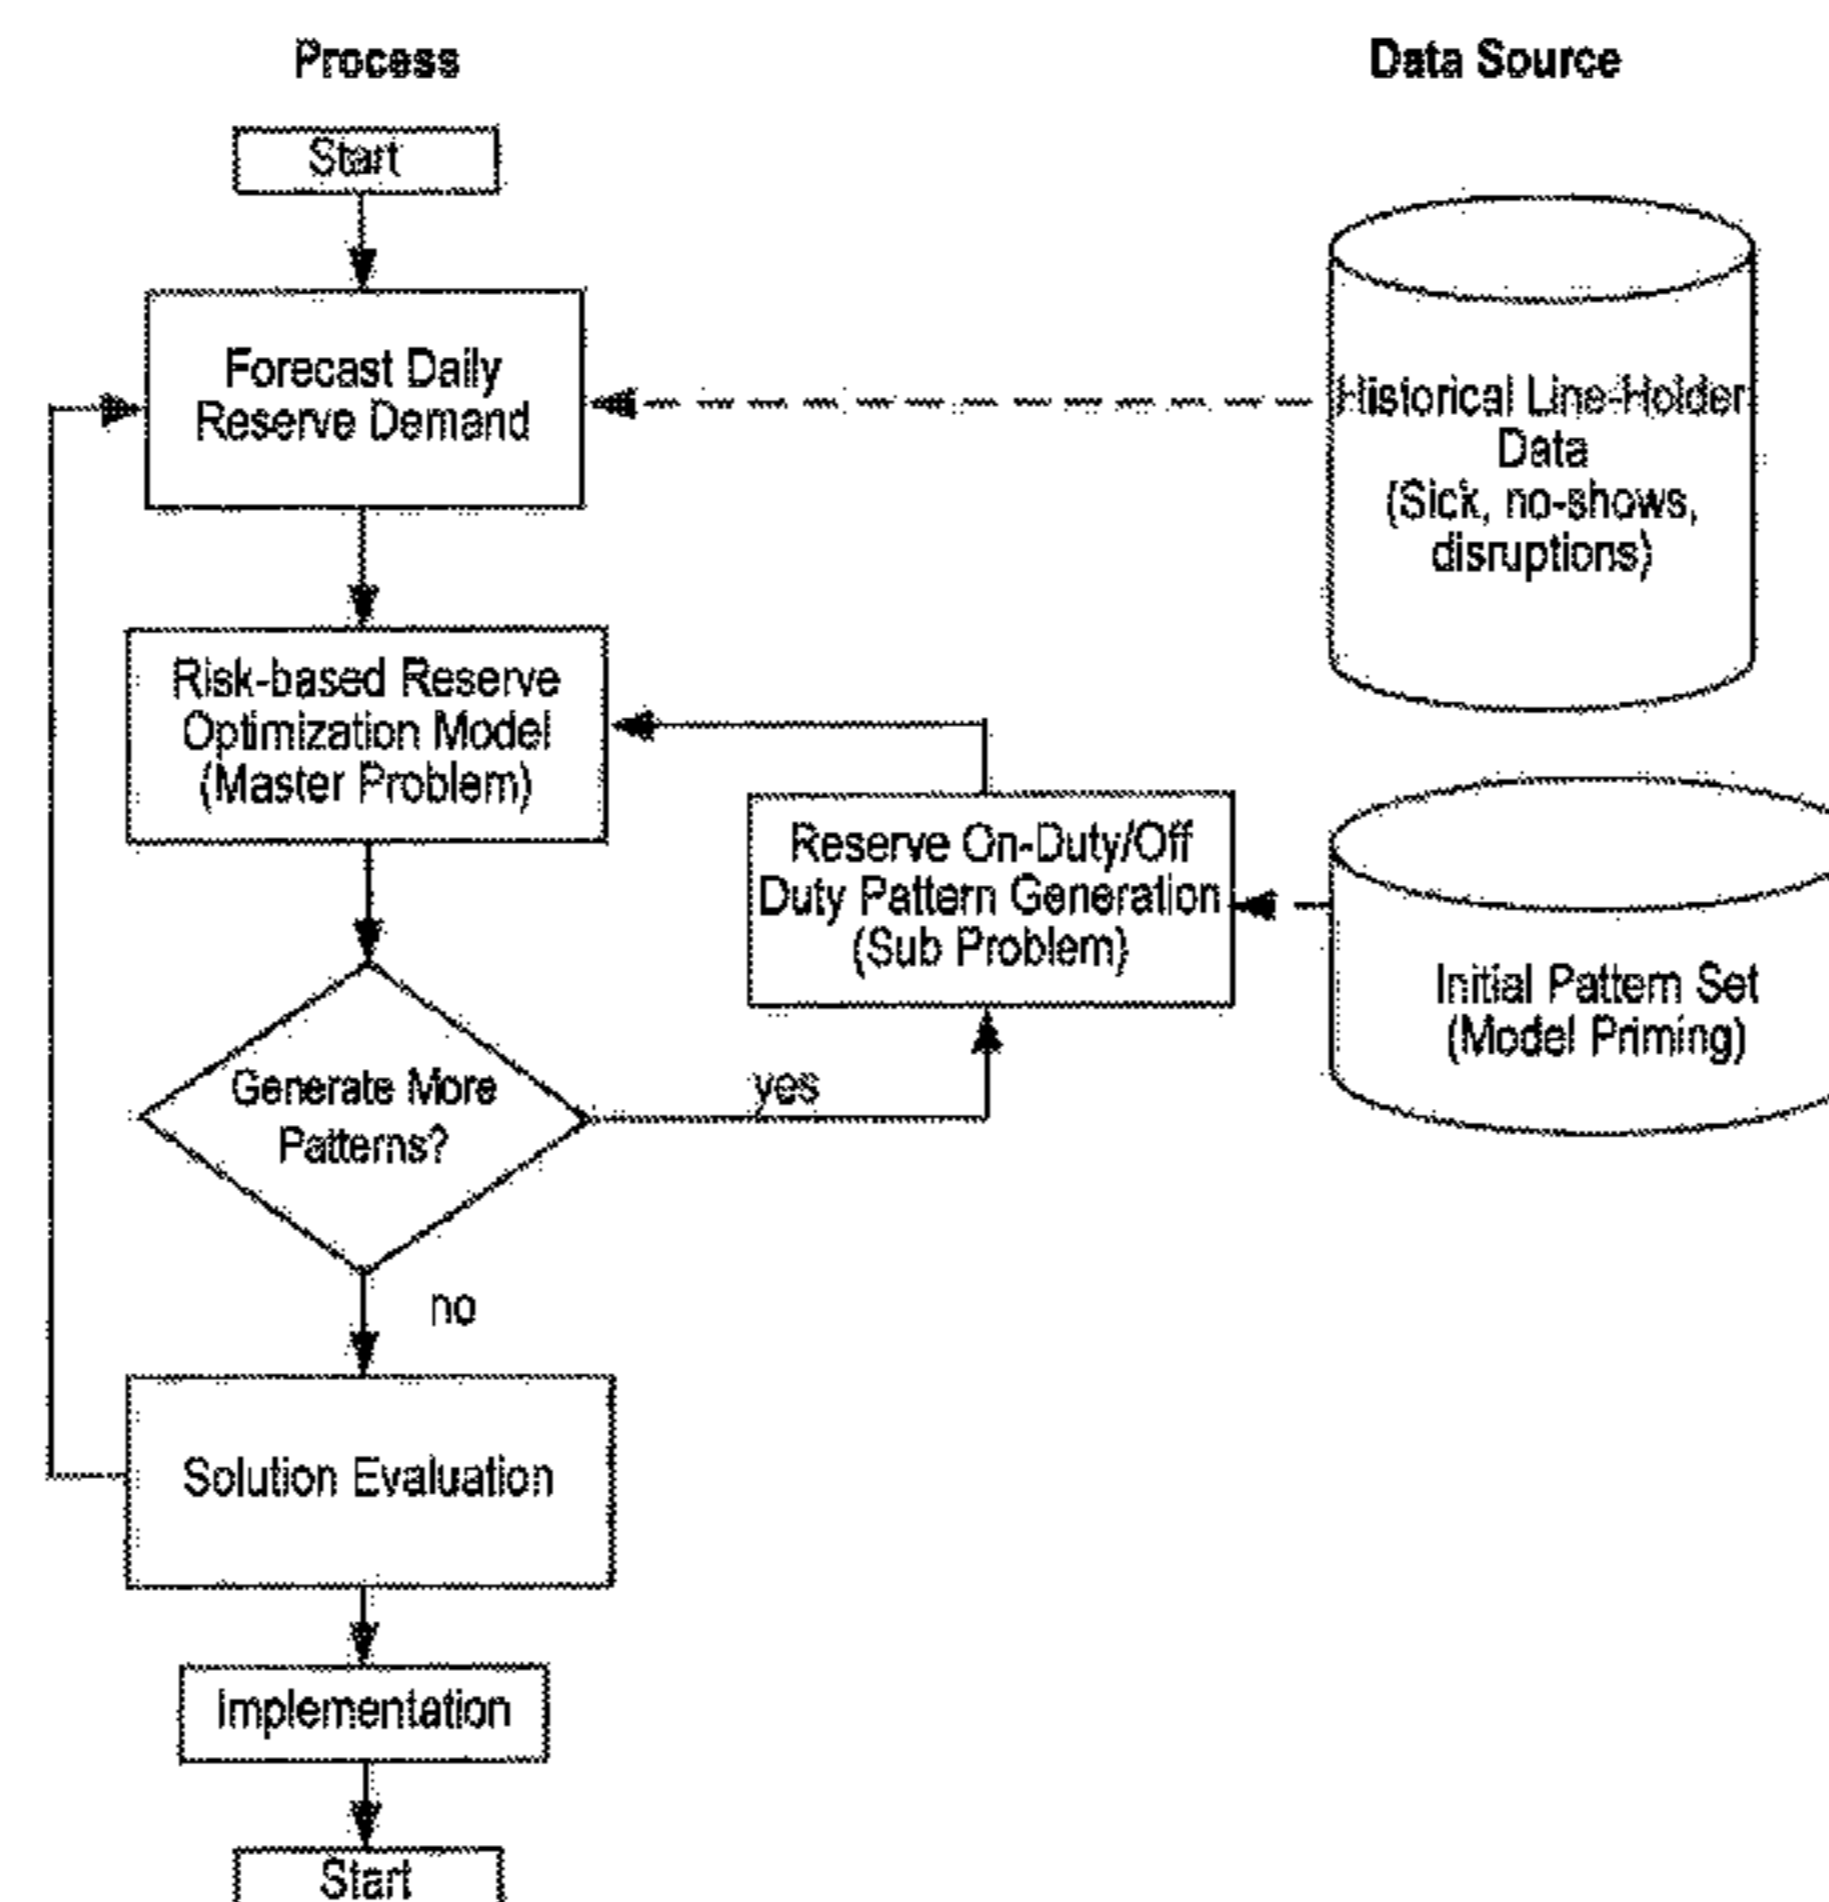 Process
Data Source
Start
Forecast Daily
Reserve Demand
Historical Line-Holder
Data
(Sick, no-shows,
disruptions)
Risk-based Reserve
Optimization Model
(Master Problem)
Reserve On-Duty/Off
Duty Pattern Generation
(Sub Problem)
Initial Pattern Set
(Model Priming)
Generate More
Patterns?
yes
no
Solution Evaluation
Implementation
Start